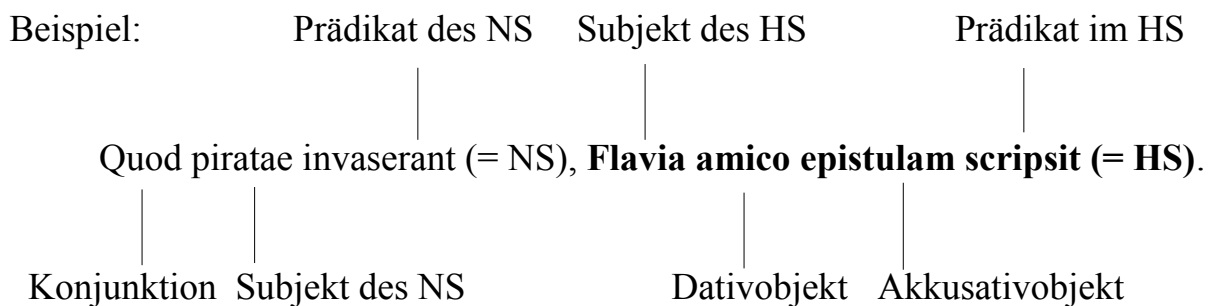 Beispiel: Prädikat des NS Subjekt des HS Prädikat im HS
Quod piratae invaserant (= NS), Flavia amico epistulam scripsit (= HS).
Konjunktion Subjekt des NS Dativobjekt Akkusativobjekt